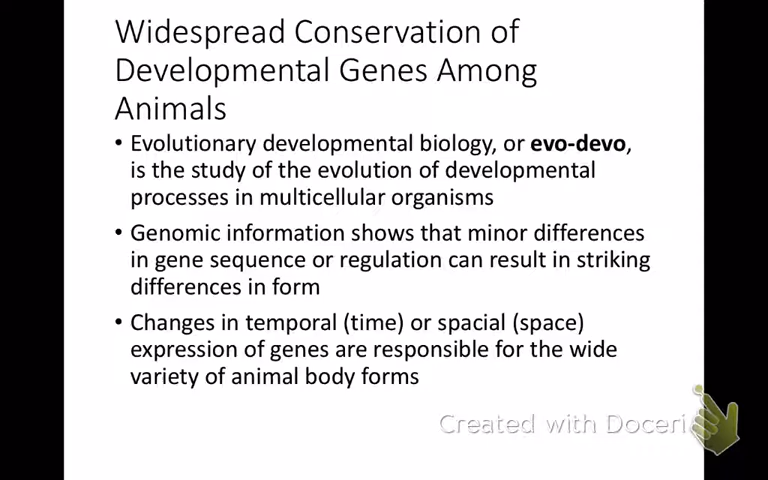 Widespread Conservation of
Developmental Genes Among
Animals
• Evolutionary developmental biology, or evo-devo,
is the study of the evolution of developmental
processes in multicellular organisms
• Genomic information shows that minor differences
in gene sequence or regulation can result in striking
differences in form
• Changes in temporal (time) or spacial (space)
expression of genes are responsible for the wide
variety of animal body forms
Created with Doceri